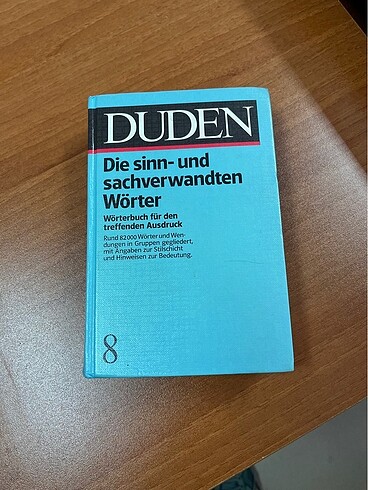 DUDEN
Die sinn- und
sachverwandten
Wörter
Wörterbuch für den
treffenden Ausdruck
Rund 82000 Wörter und Wen-
dungen in Gruppen gegliedert,
mit Angaben zur Stilschicht
und Hinweisen zur Bedeutung.
8